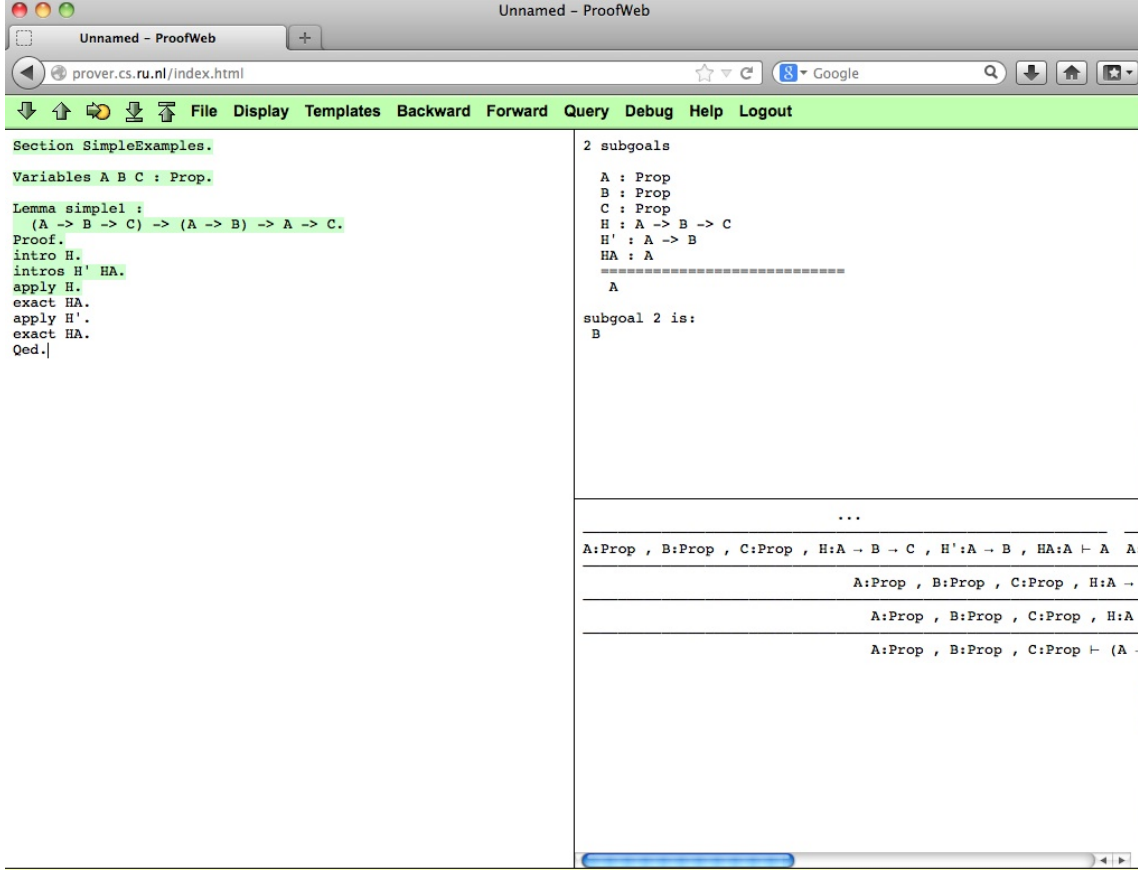 Unnamed – ProofWeb
Unnamed – ProofWeb +
prover.cs.ru.nl/index.html Google
File Display Templates Backward Forward Query Debug Help Logout
Section SimpleExamples.
Variables A B C : Prop.
Lemma simple1 :
(A -> B -> C) -> (A -> B) -> A -> C.
Proof.
intro H.
intros H' HA.
apply H.
exact HA.
apply H'.
exact HA.
Qed.
2 subgoals
A : Prop
B : Prop
C : Prop
H : A -> B -> C
H' : A -> B
HA : A
============================
A
subgoal 2 is:
B
...
A:Prop , B:Prop , C:Prop , H:A → B → C , H':A → B , HA:A ⊢ A A:
A:Prop , B:Prop , C:Prop , H:A →
A:Prop , B:Prop , C:Prop , H:A
A:Prop , B:Prop , C:Prop ⊢ (A